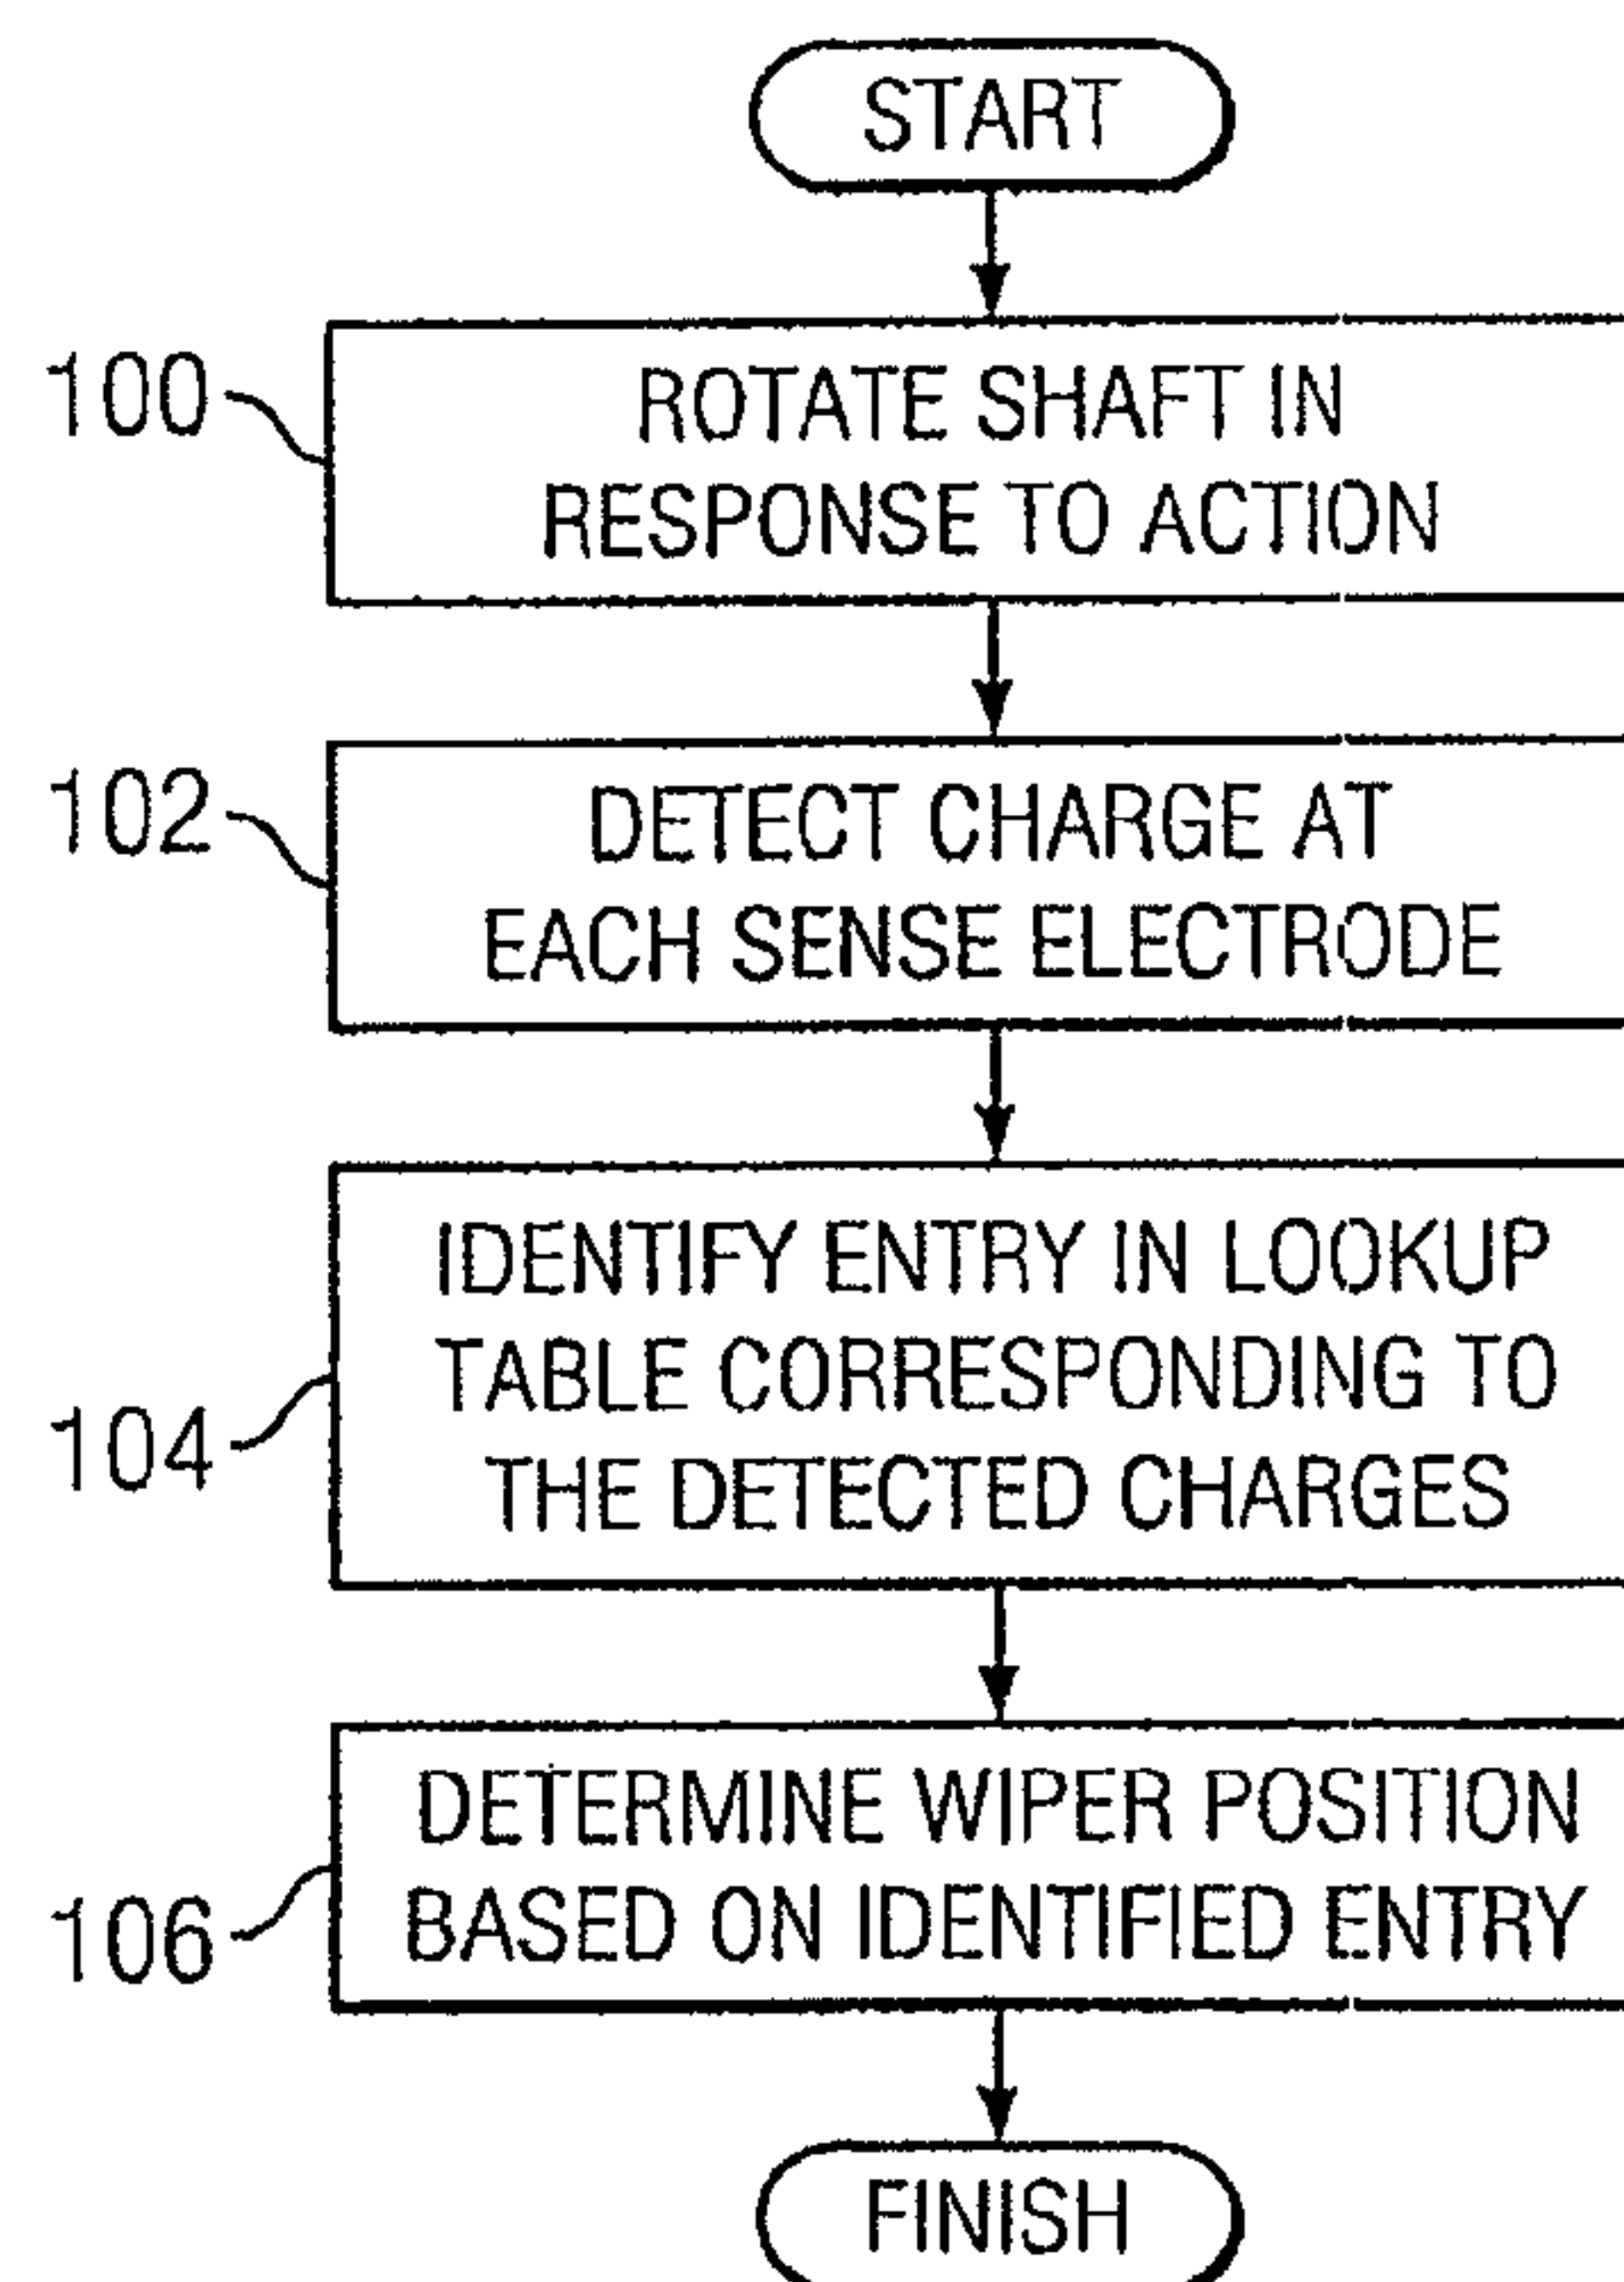 START
100
ROTATE SHAFT IN
RESPONSE TO ACTION
102
DETECT CHARGE AT
EACH SENSE ELECTRODE
104
IDENTIFY ENTRY IN LOOKUP
TABLE CORRESPONDING TO
THE DETECTED CHARGES
106
DETERMINE WIPER POSITION
BASED ON IDENTIFIED ENTRY
FINISH